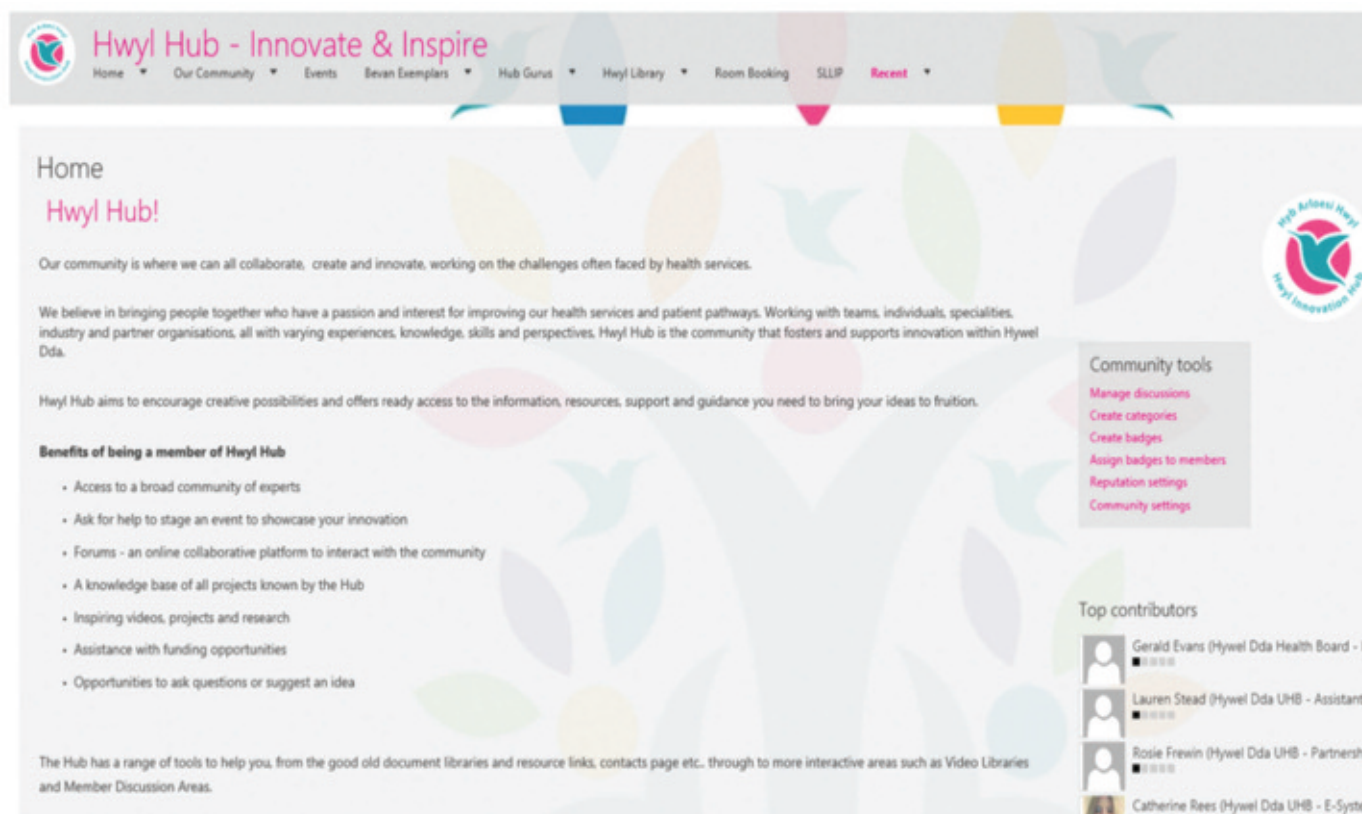 Hwyl Hub - Innovate & Inspire
Home Our Community Events Bevan Exemplars Hub Gurus Hwyl Library Room Booking SLLIP Recent
Home
Hwyl Hub!
Our community is where we can all collaborate, create and innovate, working on the challenges often faced by health services.
We believe in bringing people together who have a passion and interest for improving our health services and patient pathways. Working with teams, individuals, specialities,
industry and partner organisations, all with varying experiences, knowledge, skills and perspectives, Hwyl Hub is the community that fosters and supports innovation within Hywel
Dda.
Hwyl Hub aims to encourage creative possibilities and offers ready access to the information, resources, support and guidance you need to bring your ideas to fruition.
Benefits of being a member of Hwyl Hub
• Access to a broad community of experts
• Ask for help to stage an event to showcase your innovation
• Forums - an online collaborative platform to interact with the community
• A knowledge base of all projects known by the Hub
• Inspiring videos, projects and research
• Assistance with funding opportunities
• Opportunities to ask questions or suggest an idea
The Hub has a range of tools to help you, from the good old document libraries and resource links, contacts page etc.. through to more interactive areas such as Video Libraries
and Member Discussion Areas.
Hyb Arloesi Hwyl
Hwyl Innovation Hub
Community tools
Manage discussions
Create categories
Create badges
Assign badges to members
Reputation settings
Community settings
Top contributors
Gerald Evans (Hywel Dda Health Board -
Lauren Stead (Hywel Dda UHB - Assistant
Rosie Frewin (Hywel Dda UHB - Partnersh
Catherine Rees (Hywel Dda UHB - E-Syste